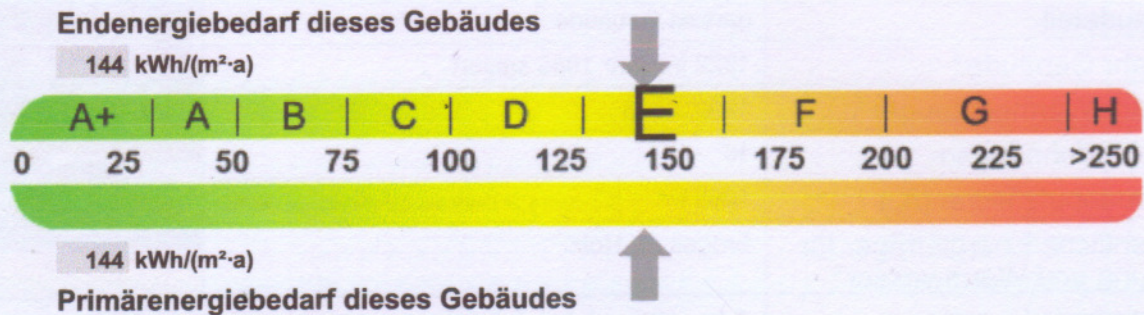 Endenergiebedarf dieses Gebäudes
144 kWh/(m²·a)
A+ | A | B | C | D | E | F | G | H
0 25 50 75 100 125 150 175 200 225 >250
144 kWh/(m²·a)
Primärenergiebedarf dieses Gebäudes